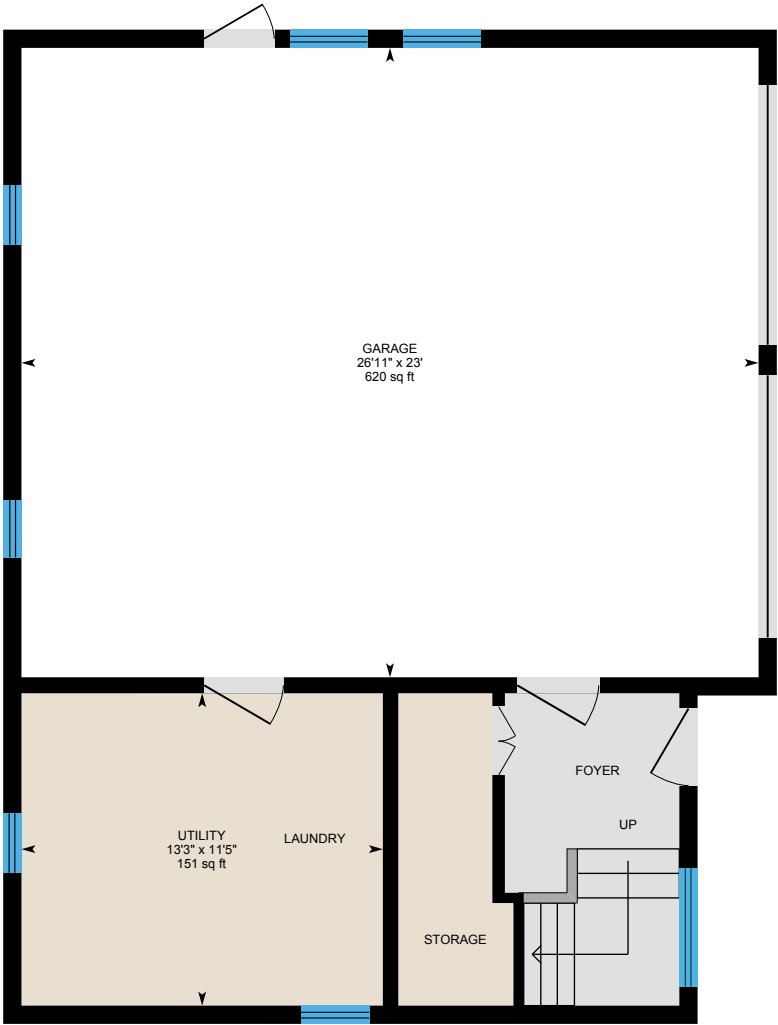 GARAGE
26'11" x 23'
620 sq ft
FOYER
UP
UTILITY
13'3" x 11'5"
151 sq ft
LAUNDRY
STORAGE